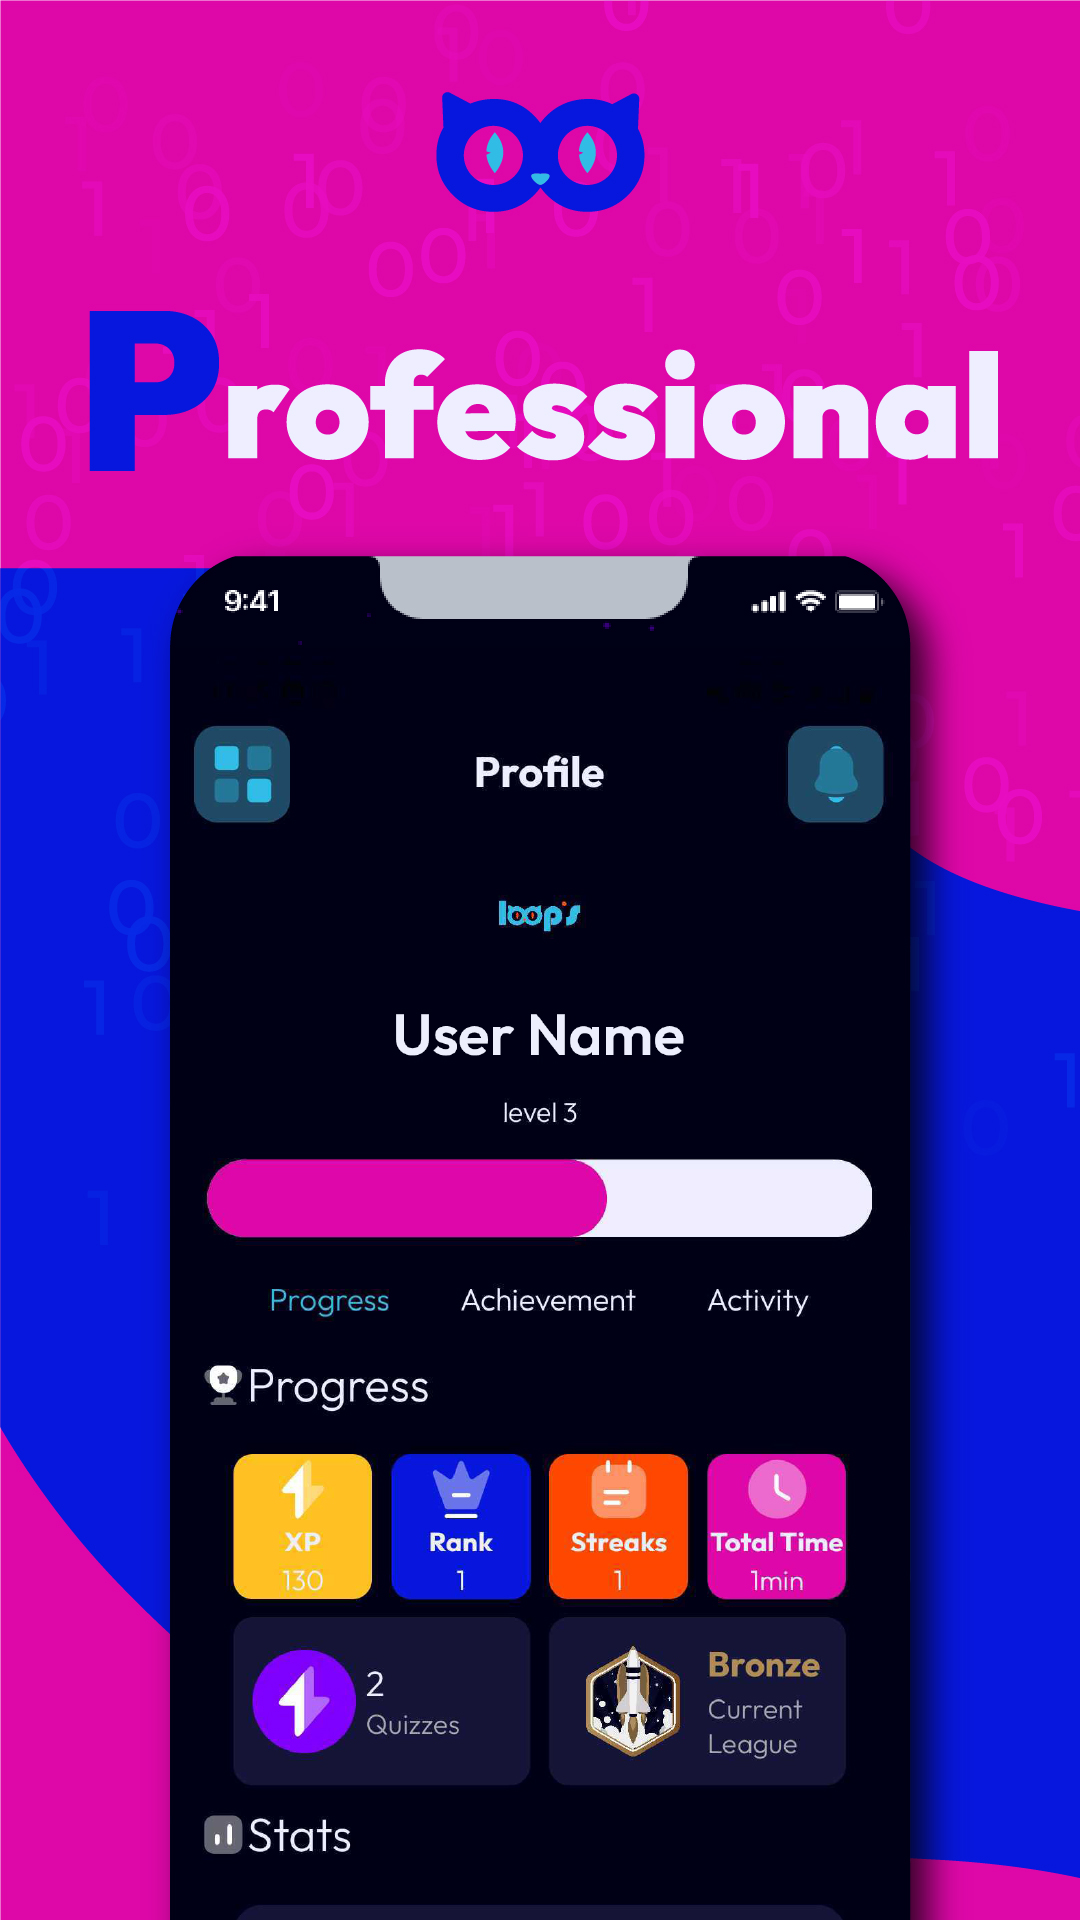 Professional
9:41
Profile
loop's
User Name
level 3
Progress Achievement Activity
Progress
XP Rank Streaks Total Time
130 1 1 1min
2
Quizzes
Bronze
Current
League
Stats